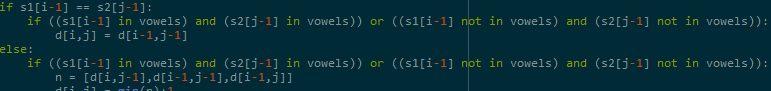 if s1[i-1] == s2[j-1]:
if ((s1[i-1] in vowels) and (s2[j-1] in vowels)) or ((s1[i-1] not in vowels) and (s2[j-1] not in vowels)):
d[i,j] = d[i-1,j-1]
else:
if ((s1[i-1] in vowels) and (s2[j-1] in vowels)) or ((s1[i-1] not in vowels) and (s2[j-1] not in vowels)):
n = [d[i,j-1],d[i-1,j-1],d[i-1,j]]